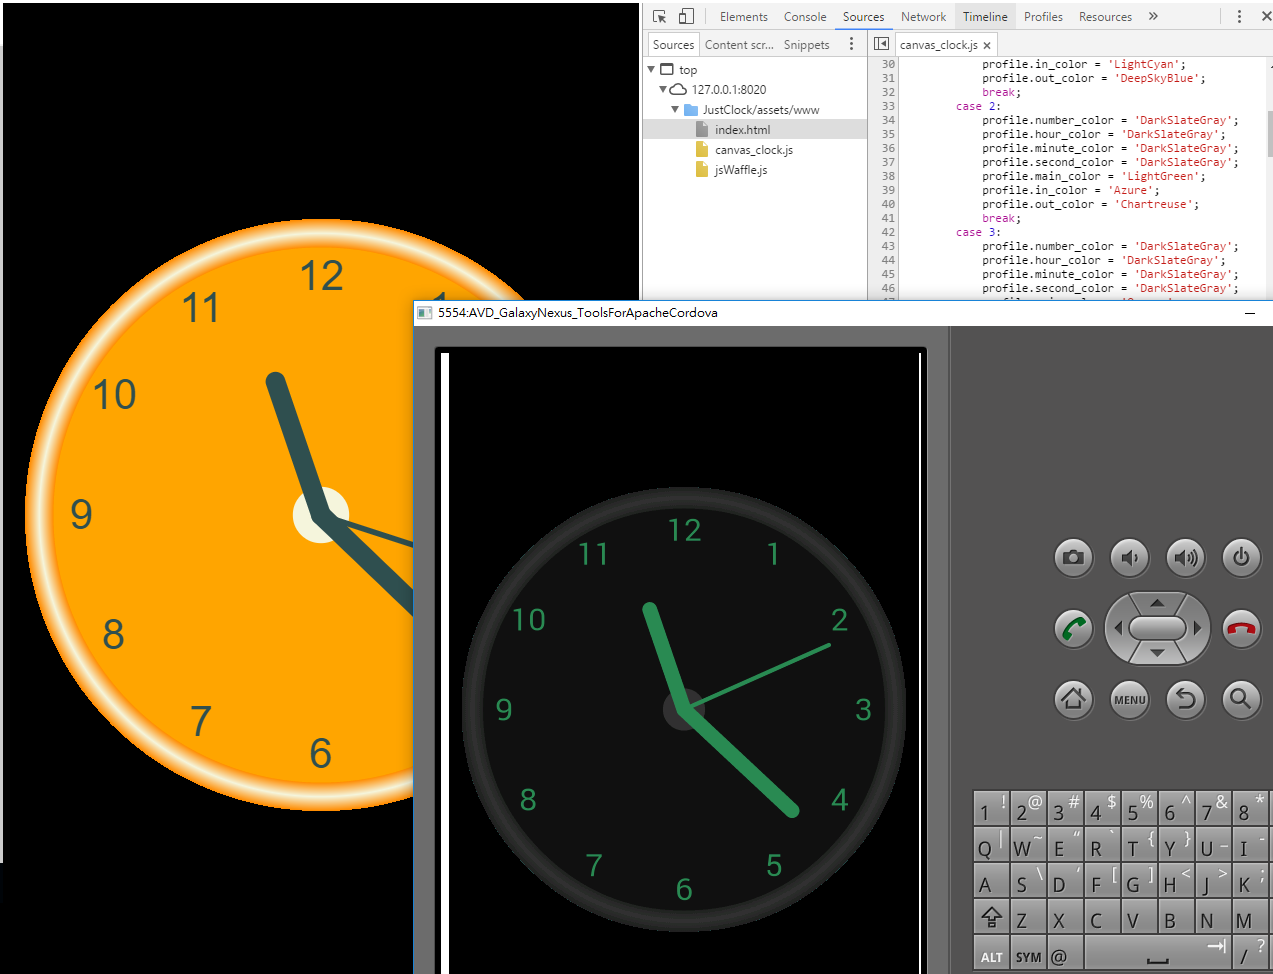 Elements Console Sources Network Timeline Profiles Resources »
Sources Content scr... Snippets
canvas_clock.js ×
top
127.0.0.1:8020
JustClock/assets/www
index.html
canvas_clock.js
jsWaffle.js
30 profile.in_color = 'LightCyan';
31 profile.out_color = 'DeepSkyBlue';
32 break;
33 case 2:
34 profile.number_color = 'DarkSlateGray';
35 profile.hour_color = 'DarkSlateGray';
36 profile.minute_color = 'DarkSlateGray';
37 profile.second_color = 'DarkSlateGray';
38 profile.main_color = 'LightGreen';
39 profile.in_color = 'Azure';
40 profile.out_color = 'Chartreuse';
41 break;
42 case 3:
43 profile.number_color = 'DarkSlateGray';
44 profile.hour_color = 'DarkSlateGray';
45 profile.minute_color = 'DarkSlateGray';
46 profile.second_color = 'DarkSlateGray';
12
11
10
9
8
7
6
5554:AVD_GalaxyNexus_ToolsForApacheCordova
12
1
2
3
4
5
6
7
8
9
10
11
MENU
1 ! 2 @ 3 # 4 $ 5 % 6 ^ 7 & 8 *
Q | W ~ E " R ` T { Y } U _ I -
A S \ D ' F [ G ] H < J > K ;
Z X C V B N M
ALT SYM @ / ?